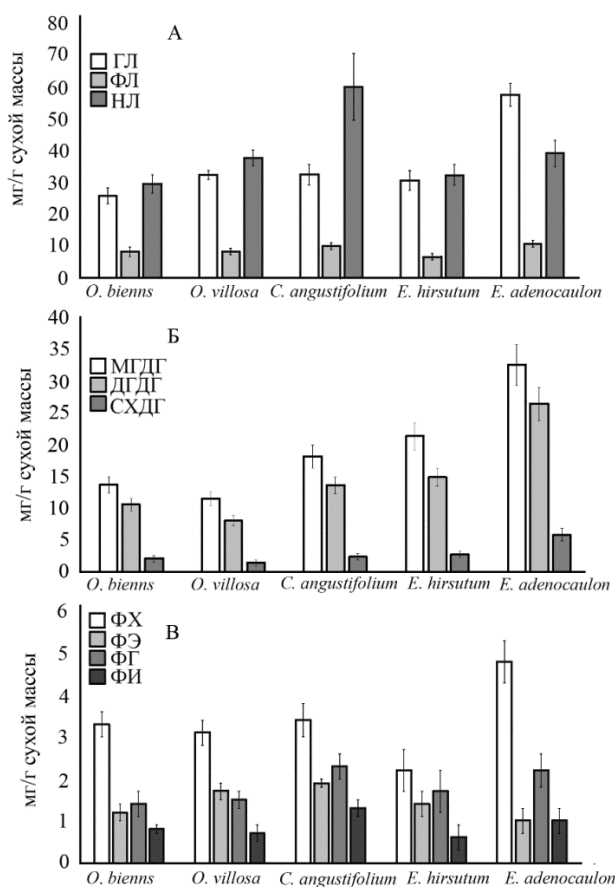 А
ГЛ
ФЛ
НЛ
мг/г сухой массы
80
70
60
50
40
30
20
10
0
O. bienns O. villosa C. angustifolium E. hirsutum E. adenocaulon
Б
МГДГ
ДГДГ
СХДГ
мг/г сухой массы
40
35
30
25
20
15
10
5
0
O. bienns O. villosa C. angustifolium E. hirsutum E. adenocaulon
В
ФХ
ФЭ
ФГ
ФИ
мг/г сухой массы
6
5
4
3
2
1
0
O. bienns O. villosa C. angustifolium E. hirsutum E. adenocaulon